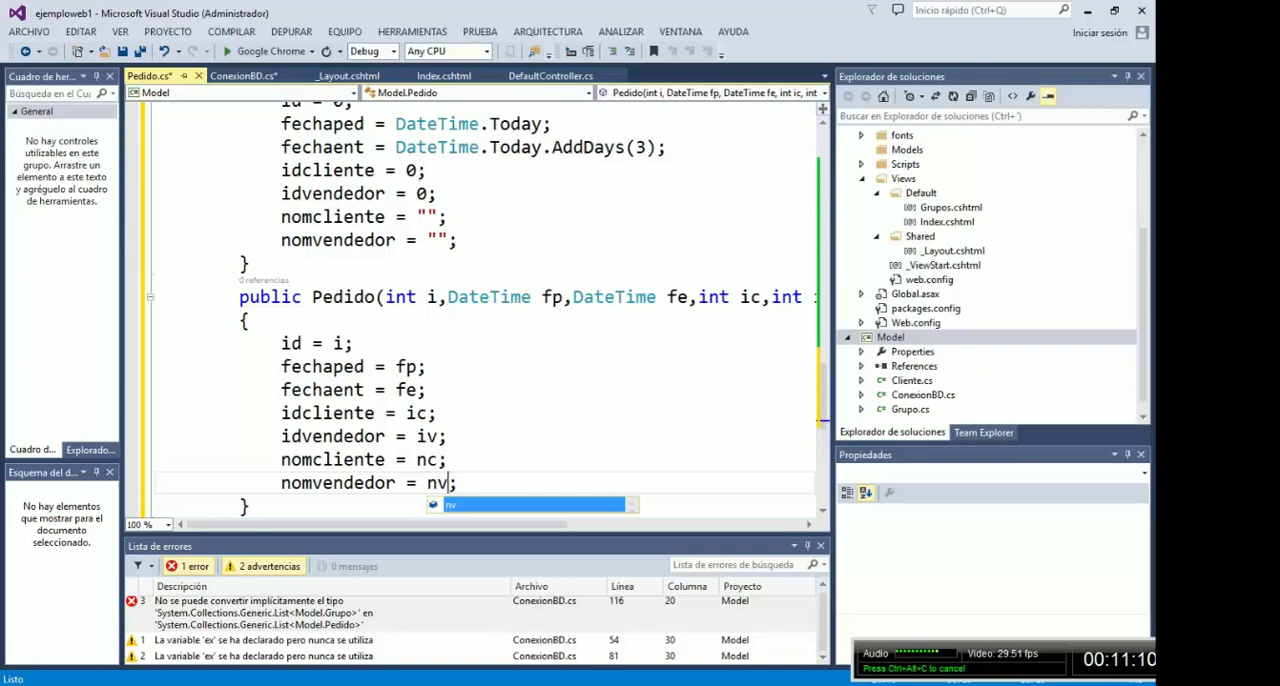 ejemploweb1 - Microsoft Visual Studio (Administrador)
Inicio rápido (Ctrl+Q)
ARCHIVO EDITAR VER PROYECTO COMPILAR DEPURAR EQUIPO HERRAMIENTAS PRUEBA ARQUITECTURA ANALIZAR VENTANA AYUDA
Iniciar sesión
Google Chrome Debug Any CPU
Cuadro de her...
Pedido.cs* ConexionBD.cs* _Layout.cshtml Index.cshtml DefaultController.cs
Explorador de soluciones
Búsqueda en el Cu
Model Model.Pedido Pedido(int i, DateTime fp, DateTime fe, int ic, int
General
No hay controles
utilizables en este
grupo. Arrastre un
elemento a este texto
y agréguelo al cuadro
de herramientas.
id = 0;
fechaped = DateTime.Today;
fechaent = DateTime.Today.AddDays(3);
idcliente = 0;
idvendedor = 0;
nomcliente = "";
nomvendedor = "";
}
0 referencias
public Pedido(int i,DateTime fp,DateTime fe,int ic,int i
{
id = i;
fechaped = fp;
fechaent = fe;
idcliente = ic;
idvendedor = iv;
nomcliente = nc;
nomvendedor = nv;
nv
}
100 %
Buscar en Explorador de soluciones (Ctrl+')
fonts
Models
Scripts
Views
Default
Grupos.cshtml
Index.cshtml
Shared
_Layout.cshtml
_ViewStart.cshtml
web.config
Global.asax
packages.config
Web.config
Model
Properties
References
Cliente.cs
ConexionBD.cs
Grupo.cs
Explorador de soluciones Team Explorer
Propiedades
Cuadro d... Explorado...
Esquema del d...
No hay elementos
que mostrar para el
documento
seleccionado.
Lista de errores
1 error 2 advertencias 0 mensajes
Lista de errores de búsqueda
Descripción Archivo Línea Columna Proyecto
3 No se puede convertir implícitamente el tipo ConexionBD.cs 116 20 Model
'System.Collections.Generic.List<Model.Grupo>' en
'System.Collections.Generic.List<Model.Pedido>'
1 La variable 'ex' se ha declarado pero nunca se utiliza ConexionBD.cs 54 30 Model
2 La variable 'ex' se ha declarado pero nunca se utiliza ConexionBD.cs 81 30 Model
Audio Video: 29.51 fps
Press Ctrl+Alt+C to cancel
00:11:10
Listo